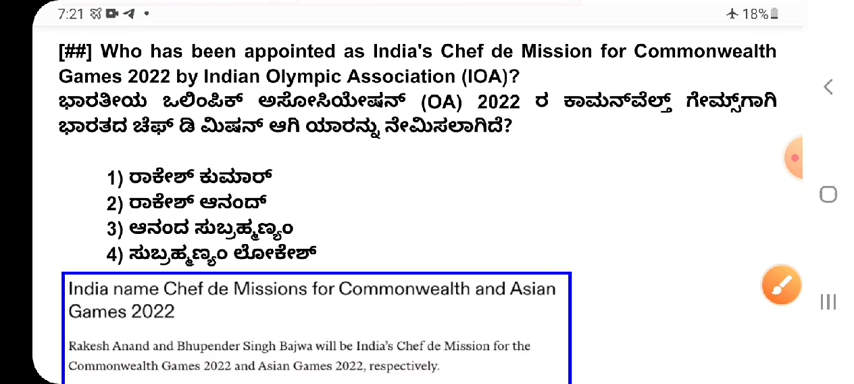 7:21
18%
[##] Who has been appointed as India's Chef de Mission for Commonwealth
Games 2022 by Indian Olympic Association (IOA)?
ಭಾರತೀಯ ಒಲಿಂಪಿಕ್ ಅಸೋಸಿಯೇಷನ್ (OA) 2022 ರ ಕಾಮನ್‌ವೆಲ್ತ್ ಗೇಮ್ಸ್‌ಗಾಗಿ
ಭಾರತದ ಚೆಫ್ ಡಿ ಮಿಷನ್ ಆಗಿ ಯಾರನ್ನು ನೇಮಿಸಲಾಗಿದೆ?
1) ರಾಕೇಶ್ ಕುಮಾರ್
2) ರಾಕೇಶ್ ಆನಂದ್
3) ಆನಂದ ಸುಬ್ರಹ್ಮಣ್ಯಂ
4) ಸುಬ್ರಹ್ಮಣ್ಯಂ ಲೋಕೇಶ್
India name Chef de Missions for Commonwealth and Asian
Games 2022
Rakesh Anand and Bhupender Singh Bajwa will be India's Chef de Mission for the
Commonwealth Games 2022 and Asian Games 2022, respectively.